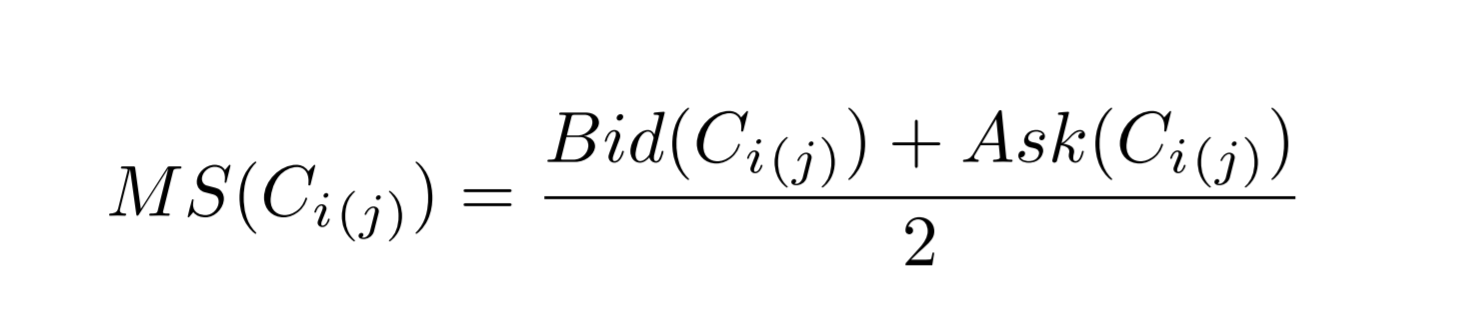 MS(C_{i(j)}) = \frac{Bid(C_{i(j)}) + Ask(C_{i(j)})}{2}